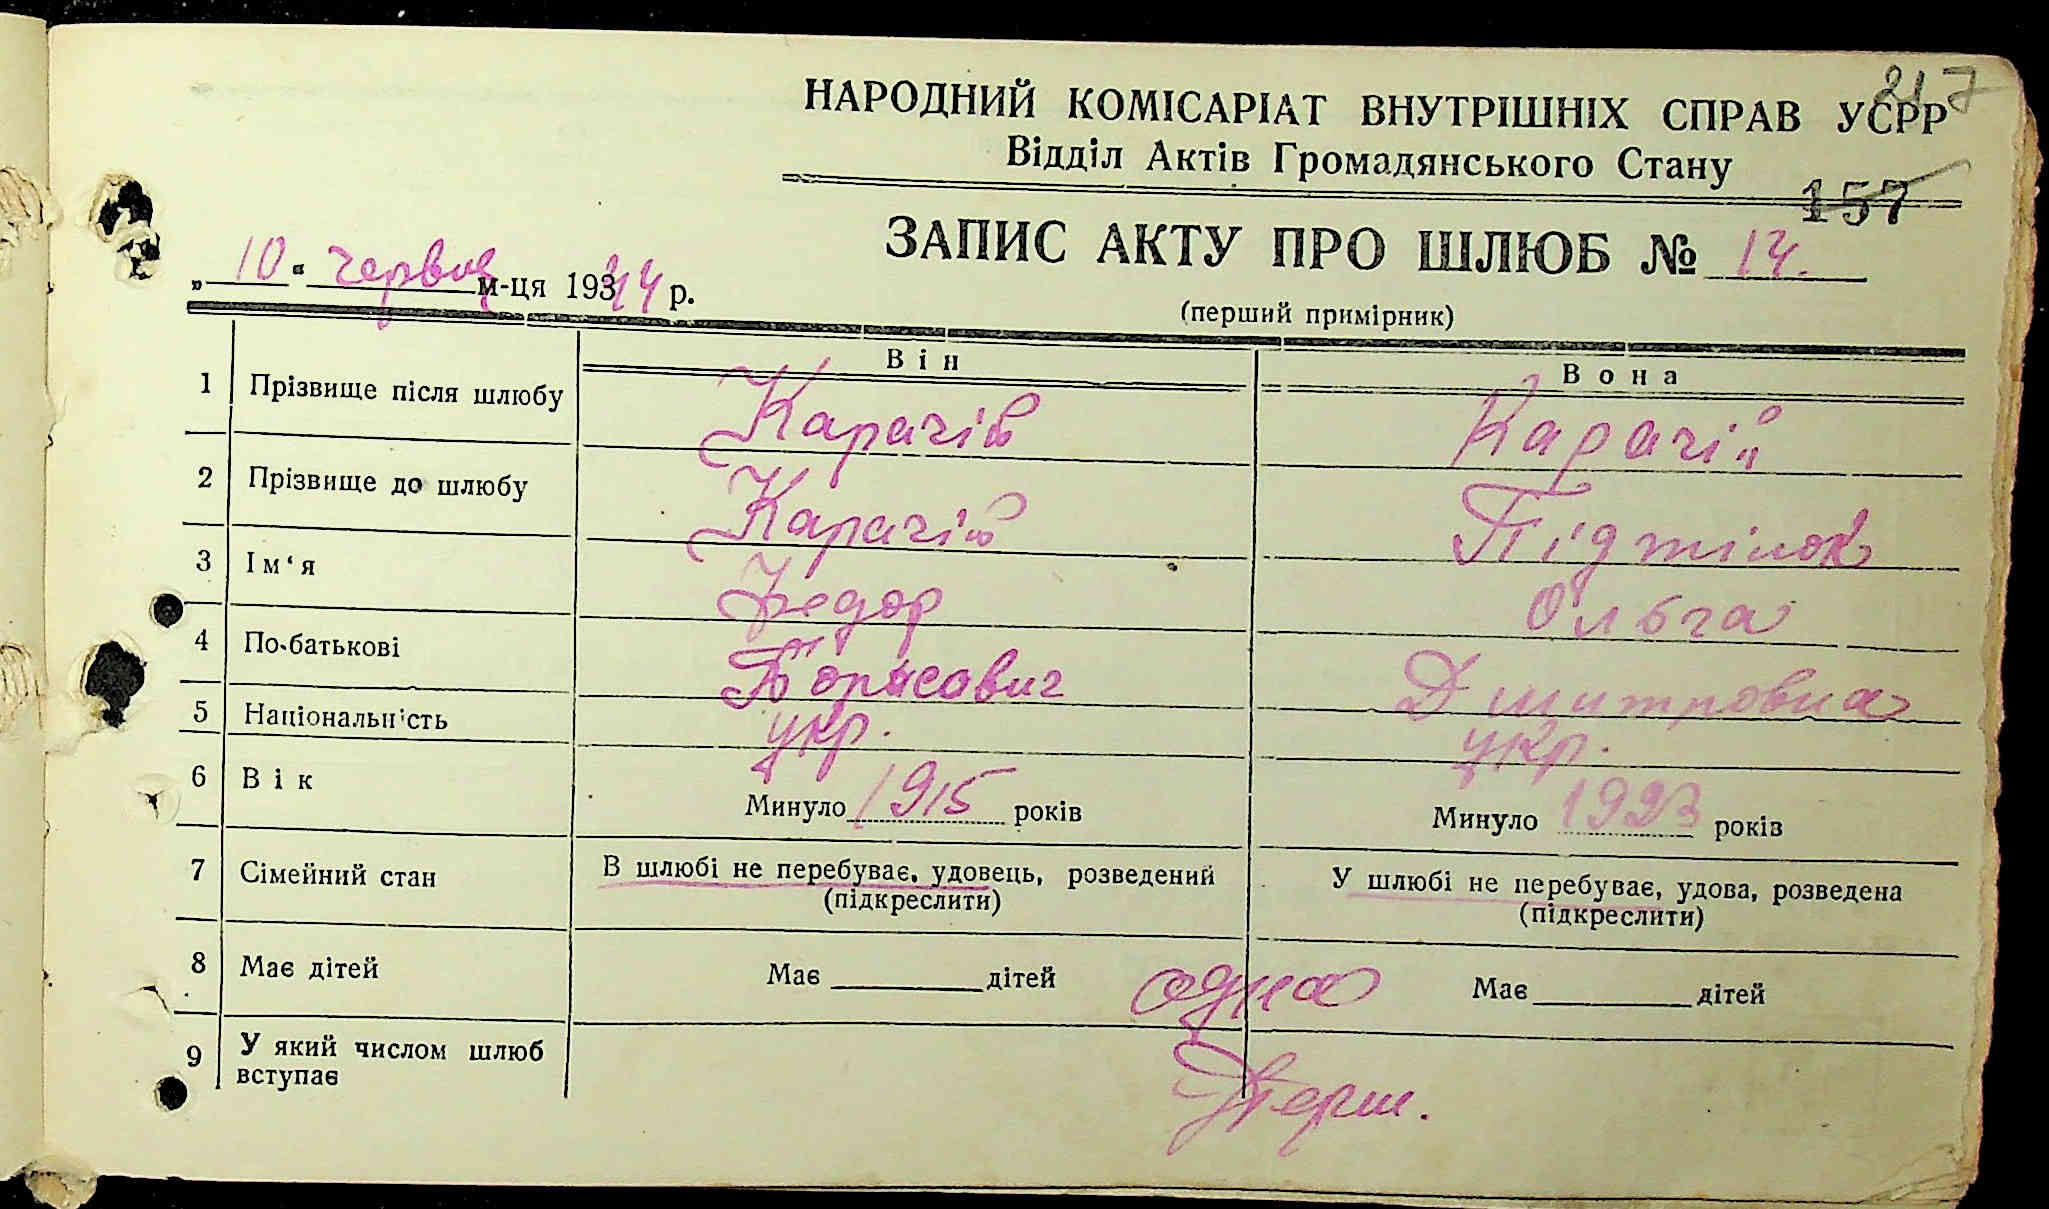 217
НАРОДНИЙ КОМІСАРІАТ ВНУТРІШНІХ СПРАВ УСРР
Відділ Актів Громадянського Стану
157
ЗАПИС АКТУ ПРО ШЛЮБ № 14.
„10“ червня м-ця 1944 р.
(перший примірник)
Він Вона
1 Прізвище після шлюбу Карачій Карачій
2 Прізвище до шлюбу Карачій Підтілок
3 Ім‘я Федор Ольга
4 По-батькові Борисович Дмитровна
5 Національність укр. укр.
6 Вік Минуло 1915 років Минуло 1923 років
7 Сімейний стан В шлюбі не перебуває, удовець, розведений У шлюбі не перебуває, удова, розведена
(підкреслити) (підкреслити)
8 Має дітей Має дітей одна Має дітей
9 У який числом шлюб
вступає Перш.